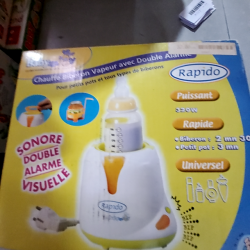 Chauffe Biberon Vapeur avec Double Alarme
Pour petits pots et tous types de biberons
Rapido
Puissant
Rapide
Universel
SONORE
DOUBLE
ALARME
VISUELLE
Rapido